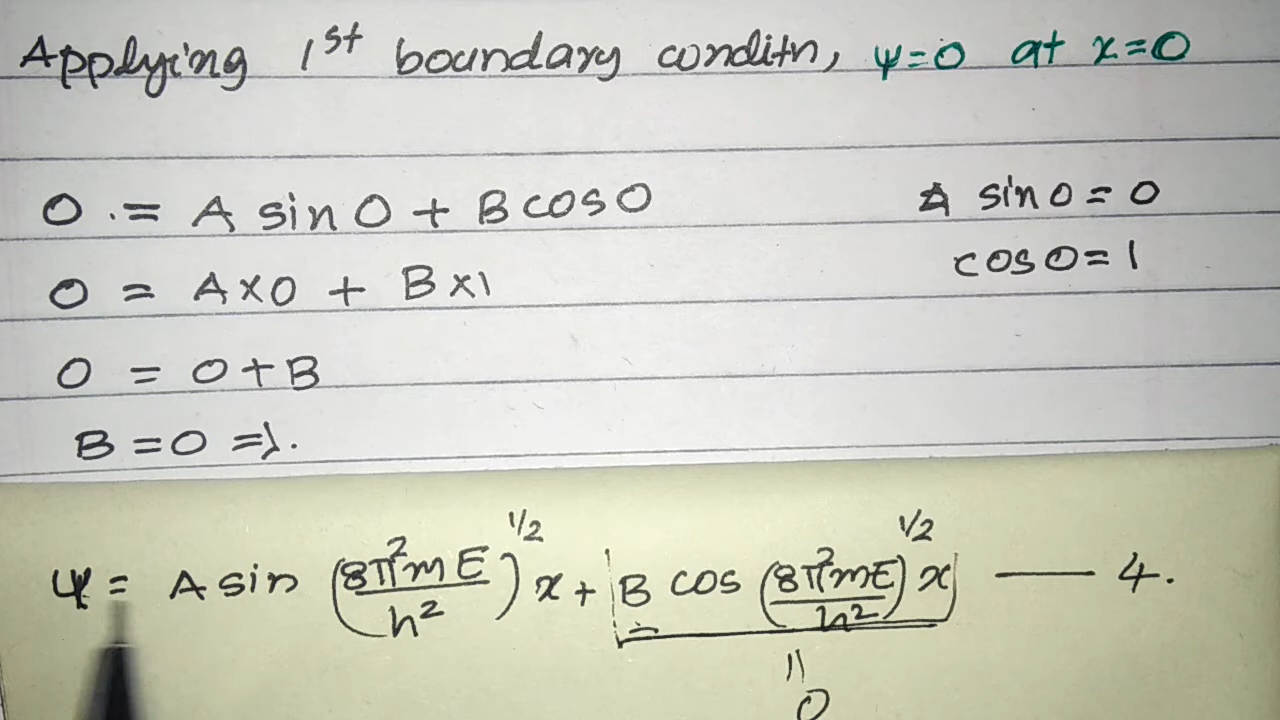 Applying 1st boundary conditn, ψ=0 at x=0
0 .= A sin 0 + B cos 0
A sin 0 = 0
cos 0 = 1
0 = A×0 + B×1
0 = 0+B
B = 0 ⇒.
ψ = A sin (8π²mE/h²)^1/2 x + B cos (8π²mE/h²)^1/2 x — 4.
||
0